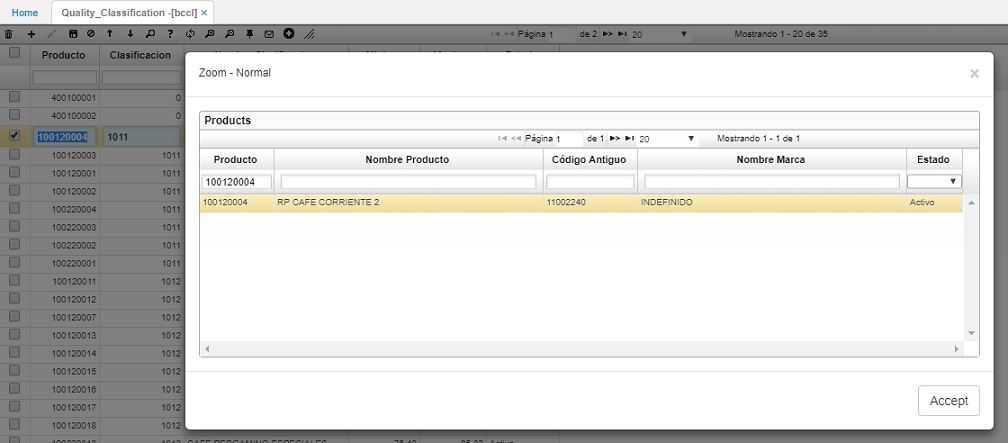 Home
Quality_Classification -[bccl] ×
Página 1 de 2 20 Mostrando 1 - 20 de 35
Producto Clasificacion
400100001 0
400100002 0
100120004 1011
100120003 1011
100120001 1011
100120002 1011
100220004 1011
100220003 1011
100220002 1011
100220001 1011
100120011 1012
100120012 1012
100120007 1012
100120013 1012
100120014 1012
100120015 1012
100120016 1012
100120017 1012
100120018 1012
Zoom - Normal ×
Products
Página 1 de 1 20 Mostrando 1 - 1 de 1
Producto Nombre Producto Código Antiguo Nombre Marca Estado
100120004
100120004 RP CAFE CORRIENTE 2 11002240 INDEFINIDO Activo
Accept